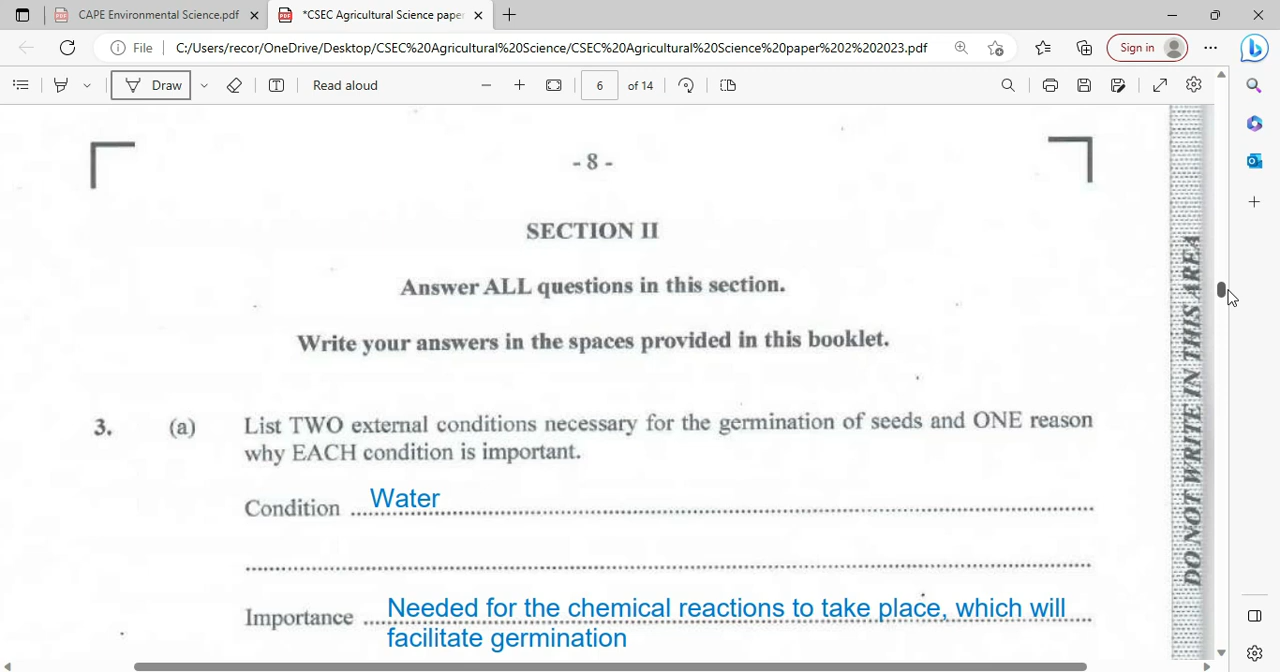 CAPE Environmental Science.pdf
*CSEC Agricultural Science paper
File
C:/Users/recor/OneDrive/Desktop/CSEC%20Agricultural%20Science/CSEC%20Agricultural%20science%20paper%202%202023.pdf
Sign in
Draw
Read aloud
6 of 14
- 8 -
SECTION II
Answer ALL questions in this section.
Write your answers in the spaces provided in this booklet.
3. (a) List TWO external conditions necessary for the germination of seeds and ONE reason
why EACH condition is important.
Condition Water
Importance Needed for the chemical reactions to take place, which will
facilitate germination
DO NOT WRITE IN THIS AREA